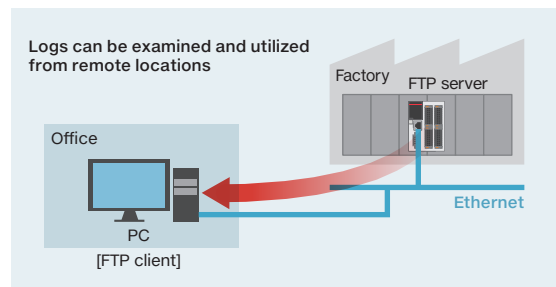 Logs can be examined and utilized
from remote locations
Factory
FTP server
Office
Ethernet
PC
[FTP client]